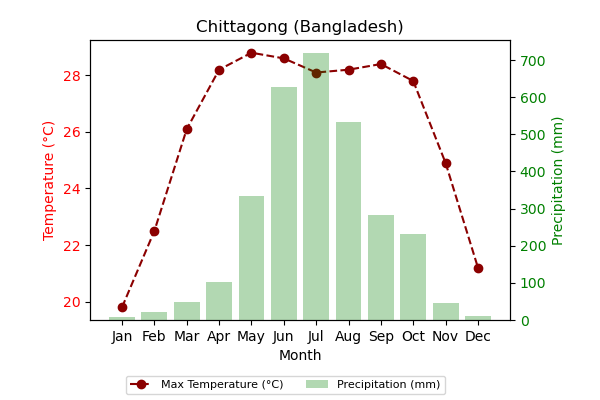 Chittagong (Bangladesh)
Temperature (°C)
28
26
24
22
20
700
600
500
400
300
200
100
0
Precipitation (mm)
Jan Feb Mar Apr May Jun Jul Aug Sep Oct Nov Dec
Month
Max Temperature (°C) Precipitation (mm)